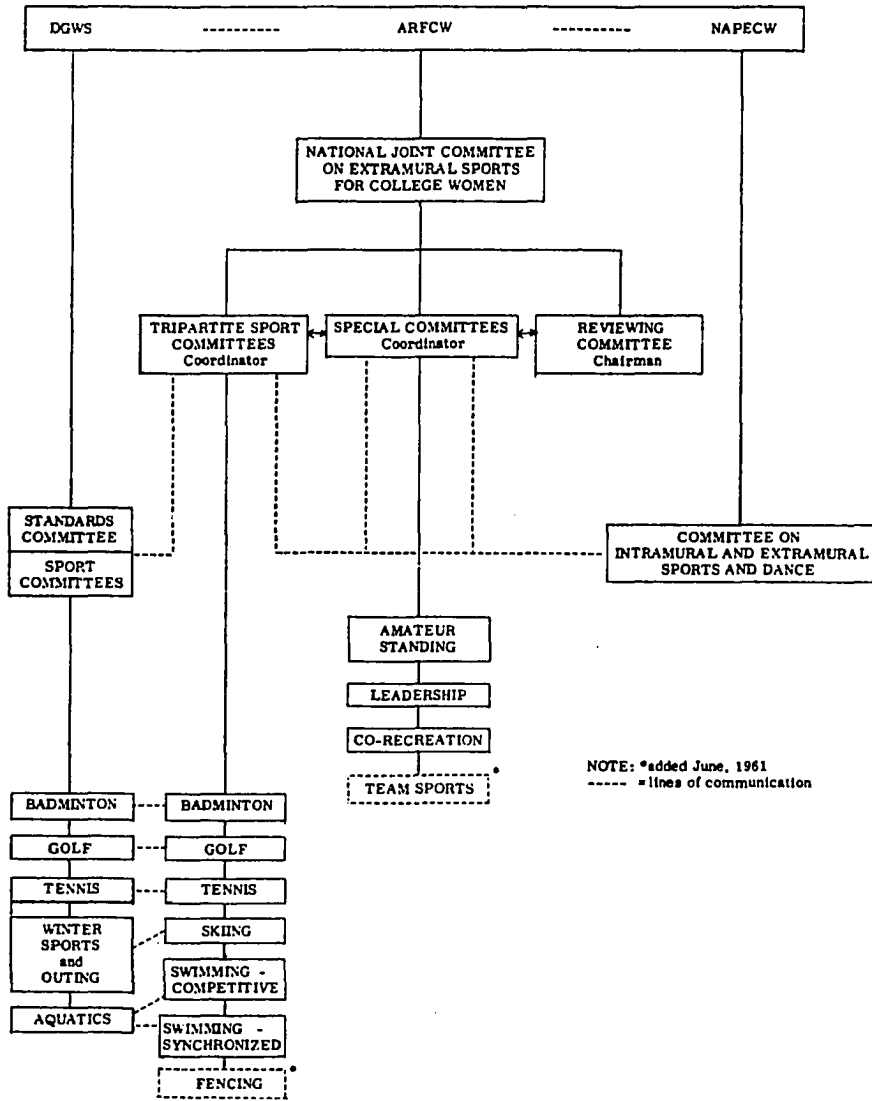 DGWS ARFCW NAPECW
NATIONAL JOINT COMMITTEE
ON EXTRAMURAL SPORTS
FOR COLLEGE WOMEN
TRIPARTITE SPORT
COMMITTEES
Coordinator
SPECIAL COMMITTEES
Coordinator
REVIEWING
COMMITTEE
Chairman
STANDARDS
COMMITTEE
SPORT
COMMITTEES
COMMITTEE ON
INTRAMURAL AND EXTRAMURAL
SPORTS AND DANCE
AMATEUR
STANDING
LEADERSHIP
CO-RECREATION
TEAM SPORTS *
NOTE: *added June, 1961
----- =lines of communication
BADMINTON
GOLF
TENNIS
WINTER
SPORTS
and
OUTING
AQUATICS
BADMINTON
GOLF
TENNIS
SKIING
SWIMMING -
COMPETITIVE
SWIMMING -
SYNCHRONIZED
FENCING *